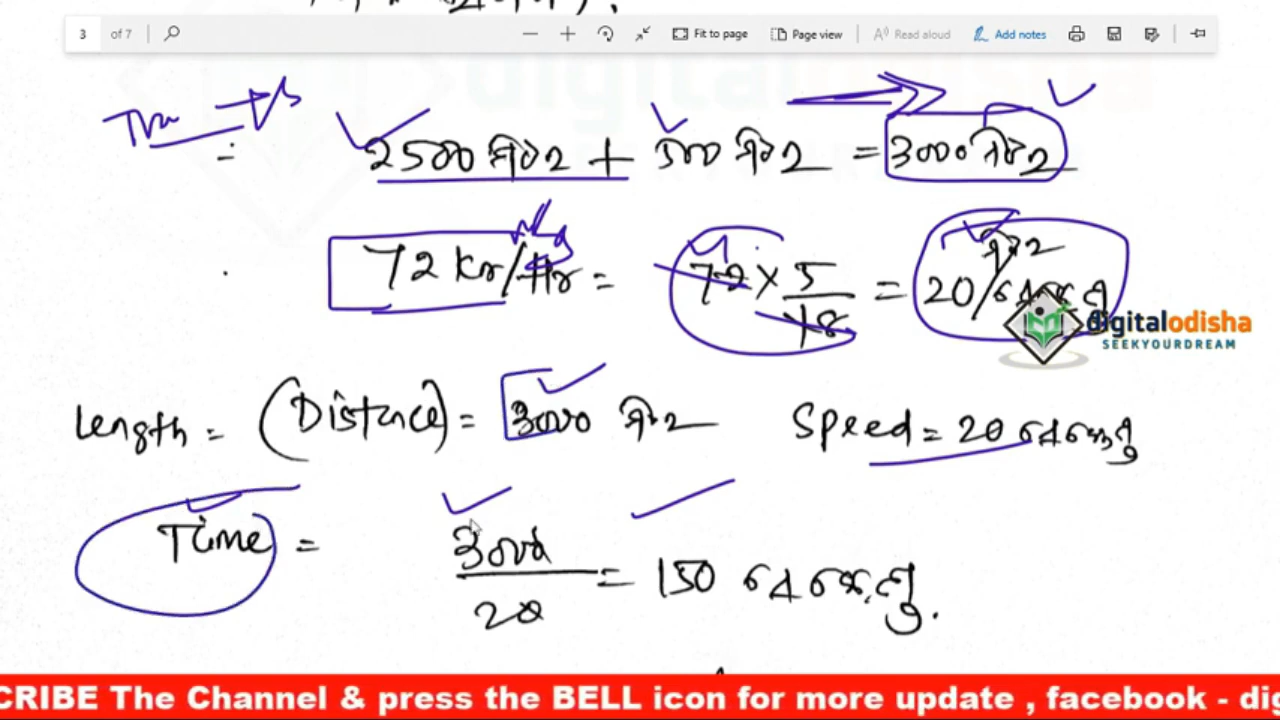 3 of 7 Fit to page Page view Read aloud Add notes
= 2500 ମିଟର + 500 ମିଟର = 3000 ମିଟର
72 Km/Hr = 72 × 5/18 = 20 ମିଟର/ସେକେଣ୍ଡ
digitalodisha
SEEKYOURDREAM
Length = (Distance) = 3000 ମିଟର Speed = 20 ସେକେଣ୍ଡ
Time = 3000/20 = 150 ସେକେଣ୍ଡ.
CRIBE The Channel & press the BELL icon for more update , facebook - dig